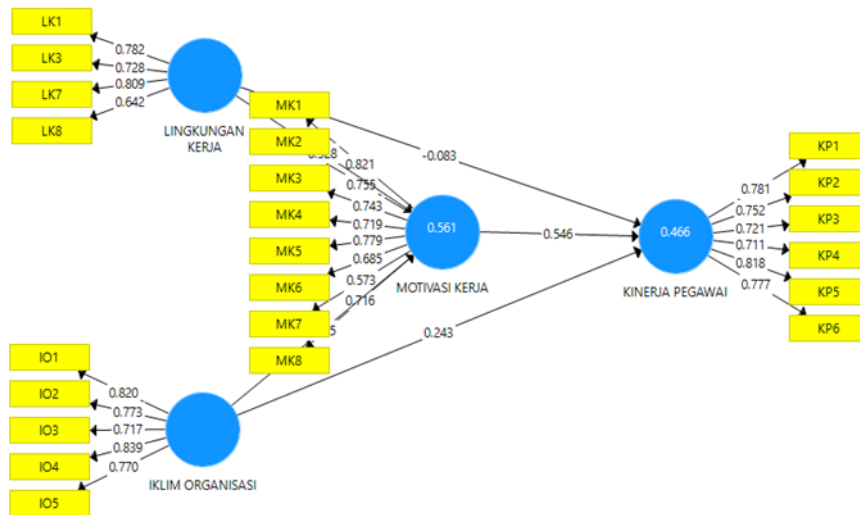 LK1
LK3
LK7
LK8
0.782
0.728
0.809
0.642
LINGKUNGAN
KERJA
MK1
MK2
MK3
MK4
MK5
MK6
MK7
MK8
0.821
0.755
0.743
0.719
0.779
0.685
0.573
0.716
0.561
MOTIVASI KERJA
-0.083
0.546
0.243
0.466
KINERJA PEGAWAI
KP1
KP2
KP3
KP4
KP5
KP6
0.781
0.752
0.721
0.711
0.818
0.777
IO1
IO2
IO3
IO4
IO5
0.820
0.773
0.717
0.839
0.770
IKLIM ORGANISASI